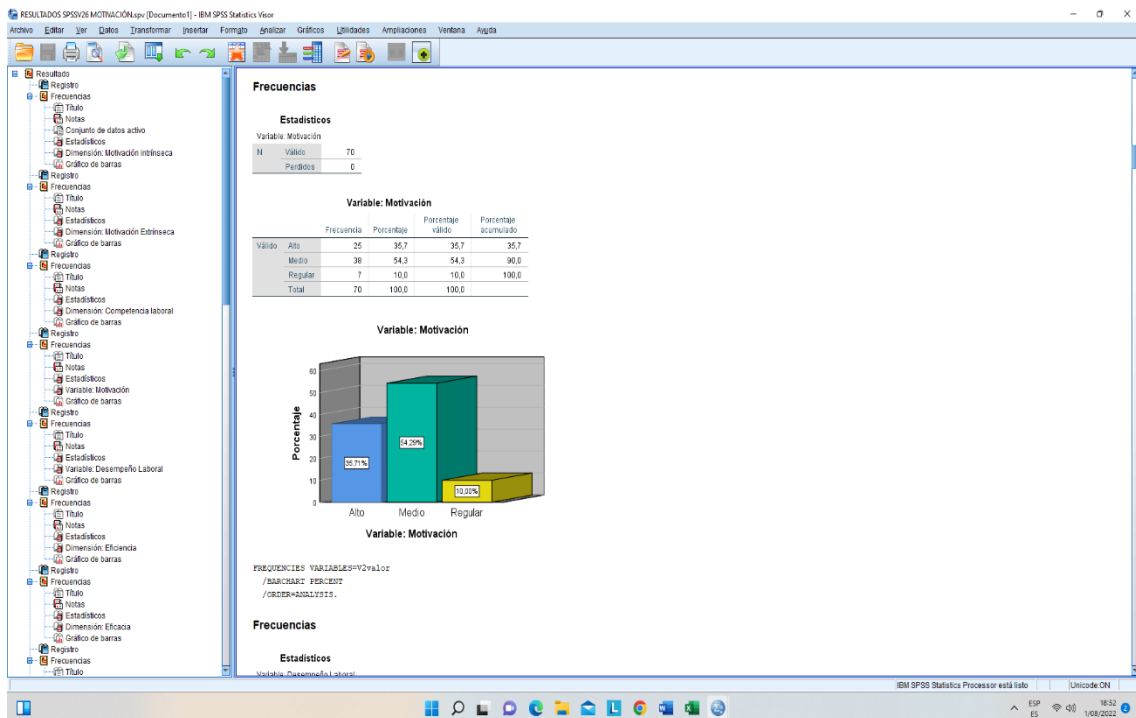 RESULTADOS SPSSV26 MOTIVACIÓN.spv [Documento1] - IBM SPSS Statistics Visor
Archivo Editar Ver Datos Transformar Insertar Formato Analizar Gráficos Utilidades Ampliaciones Ventana Ayuda
Resultado
Registro
Frecuencias
Título
Notas
Conjunto de datos activo
Estadísticos
Dimensión: Motivación intrínseca
Gráfico de barras
Registro
Frecuencias
Título
Notas
Estadísticos
Dimensión: Motivación Extrínseca
Gráfico de barras
Registro
Frecuencias
Título
Notas
Estadísticos
Dimensión: Competencia laboral
Gráfico de barras
Registro
Frecuencias
Título
Notas
Estadísticos
Variable: Motivación
Gráfico de barras
Registro
Frecuencias
Título
Notas
Estadísticos
Variable: Desempeño Laboral
Gráfico de barras
Registro
Frecuencias
Título
Notas
Estadísticos
Dimensión: Eficiencia
Gráfico de barras
Registro
Frecuencias
Título
Notas
Estadísticos
Dimensión: Eficacia
Gráfico de barras
Registro
Frecuencias
Título
Frecuencias
Estadísticos
Variable: Motivación
N Válido 70
Perdidos 0
Variable: Motivación
Frecuencia Porcentaje Porcentaje válido Porcentaje acumulado
Válido Alto 25 35,7 35,7 35,7
Medio 38 54,3 54,3 90,0
Regular 7 10,0 10,0 100,0
Total 70 100,0 100,0
Variable: Motivación
Porcentaje
60
50
40
30
20
10
0
35,71%
54,29%
10,00%
Alto Medio Regular
Variable: Motivación
FREQUENCIES VARIABLES=V2valor
/BARCHART PERCENT
/ORDER=ANALYSIS.
Frecuencias
Estadísticos
Variable: Desempeño Laboral
IBM SPSS Statistics Processor está listo Unicode:ON
ESP
ES
18:52
1/08/2022